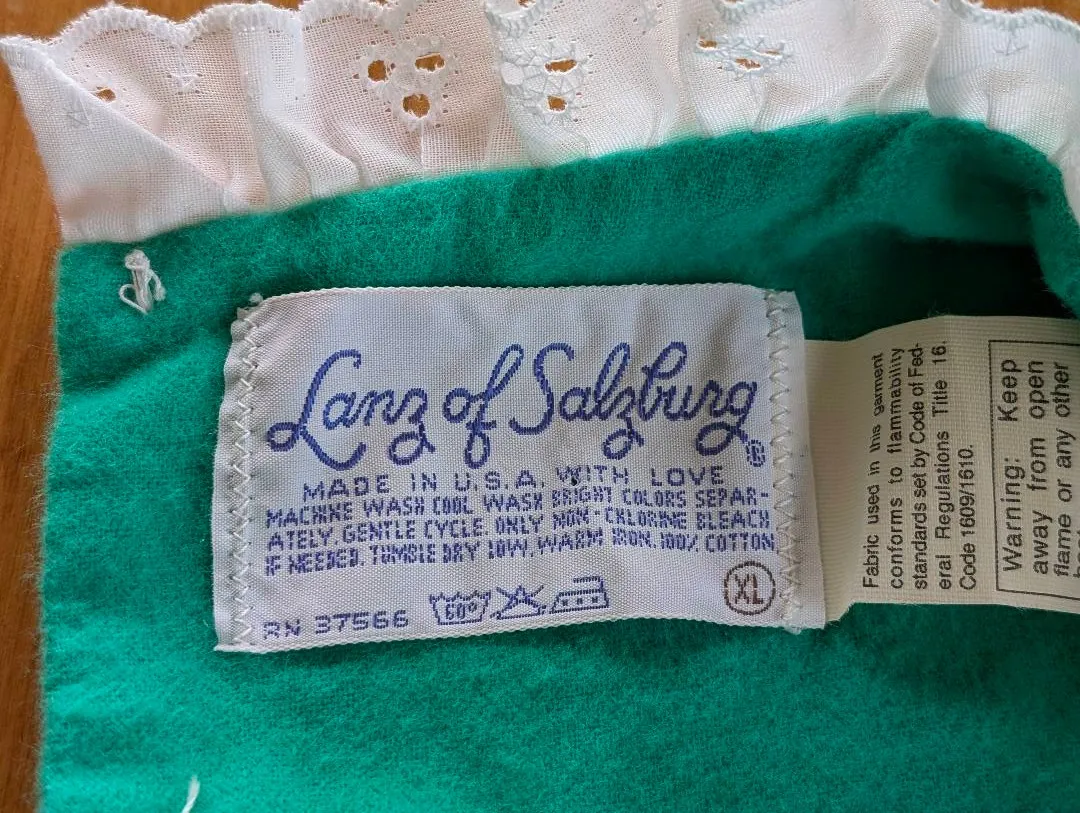 Lanz of Salzburg ®
MADE IN U.S.A. WITH LOVE
MACHINE WASH COOL WASH BRIGHT COLORS SEPAR-
ATELY. GENTLE CYCLE. ONLY NON-CHLORINE BLEACH
IF NEEDED. TUMBLE DRY LOW. WARM IRON. 100% COTTON
RN 37566 60° XL
Fabric used in this garment
conforms to flammability
standards set by Code of Fed-
eral Regulations Title 16.
Code 1609/1610.
Warning: Keep
away from open
flame or any other